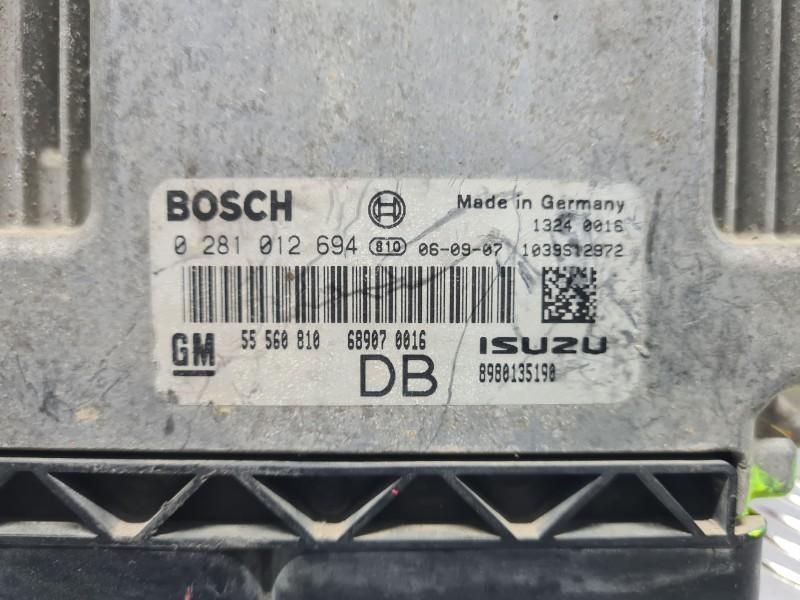 BOSCH Made in Germany
1324 0016
0 281 012 694 810 06-09-07 1039S12972
GM 55 560 810 689070 0016 ISUZU
DB 8980135190